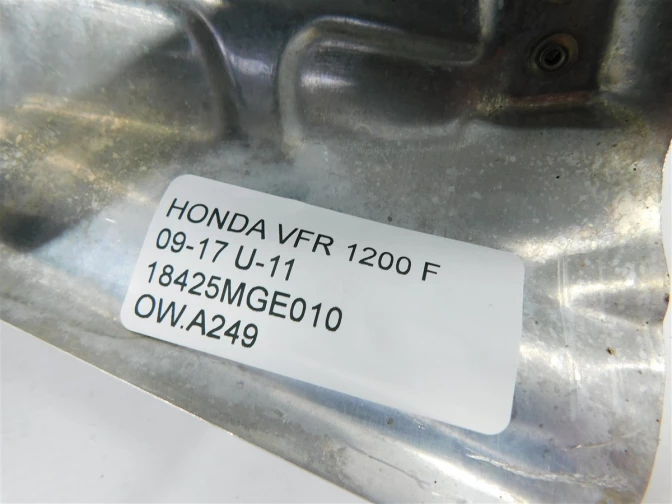 HONDA VFR 1200 F
09-17 U-11
18425MGE010
OW.A249